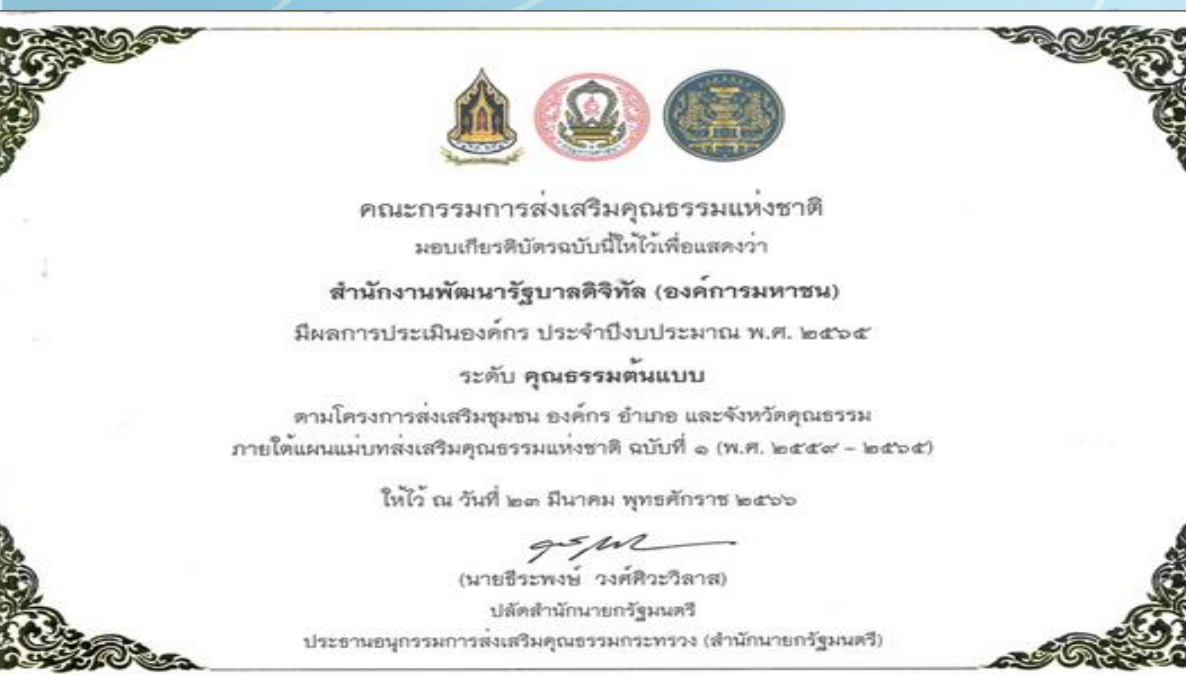 คณะกรรมการส่งเสริมคุณธรรมแห่งชาติ
มอบเกียรติบัตรฉบับนี้ให้ไว้เพื่อแสดงว่า
สำนักงานพัฒนารัฐบาลดิจิทัล (องค์การมหาชน)
มีผลการประเมินองค์กร ประจำปีงบประมาณ พ.ศ. ๒๕๖๕
ระดับ คุณธรรมต้นแบบ
ตามโครงการส่งเสริมชุมชน องค์กร อำเภอ และจังหวัดคุณธรรม
ภายใต้แผนแม่บทส่งเสริมคุณธรรมแห่งชาติ ฉบับที่ ๑ (พ.ศ. ๒๕๕๙ – ๒๕๖๕)
ให้ไว้ ณ วันที่ ๒๓ มีนาคม พุทธศักราช ๒๕๖๖
(นายธีระพงษ์ วงศ์ศิวะวิลาส)
ปลัดสำนักนายกรัฐมนตรี
ประธานอนุกรรมการส่งเสริมคุณธรรมกระทรวง (สำนักนายกรัฐมนตรี)